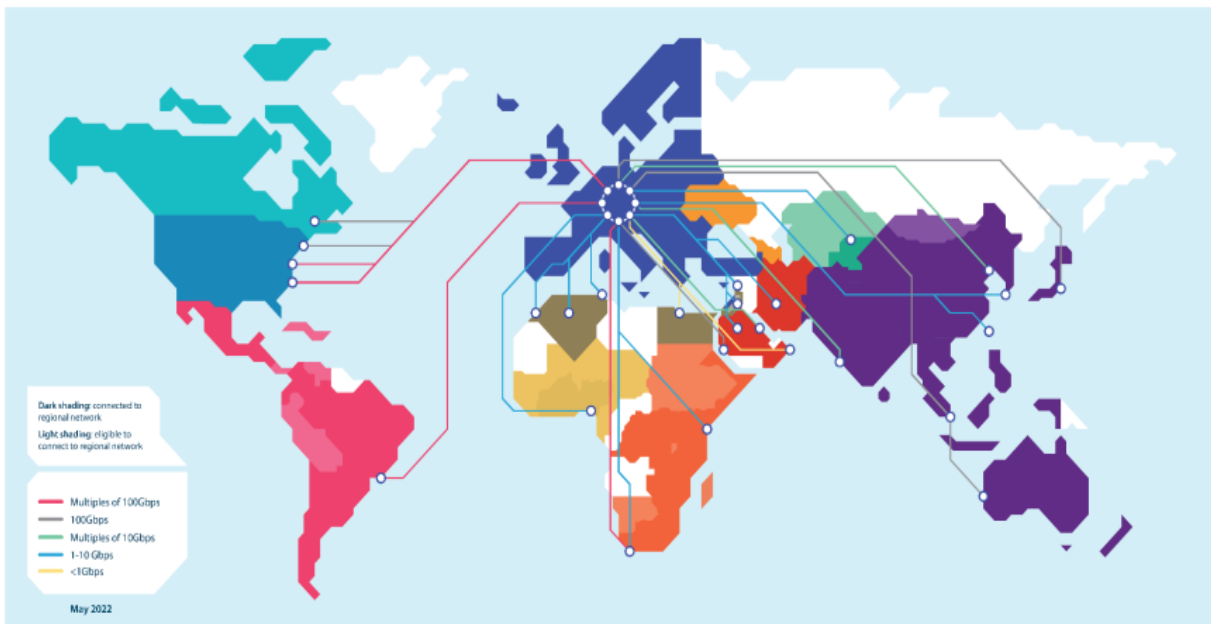 Dark shading: connected to
regional network
Light shading: eligible to
connect to regional network
Multiples of 100Gbps
100Gbps
Multiples of 10Gbps
1-10 Gbps
<1Gbps
May 2022